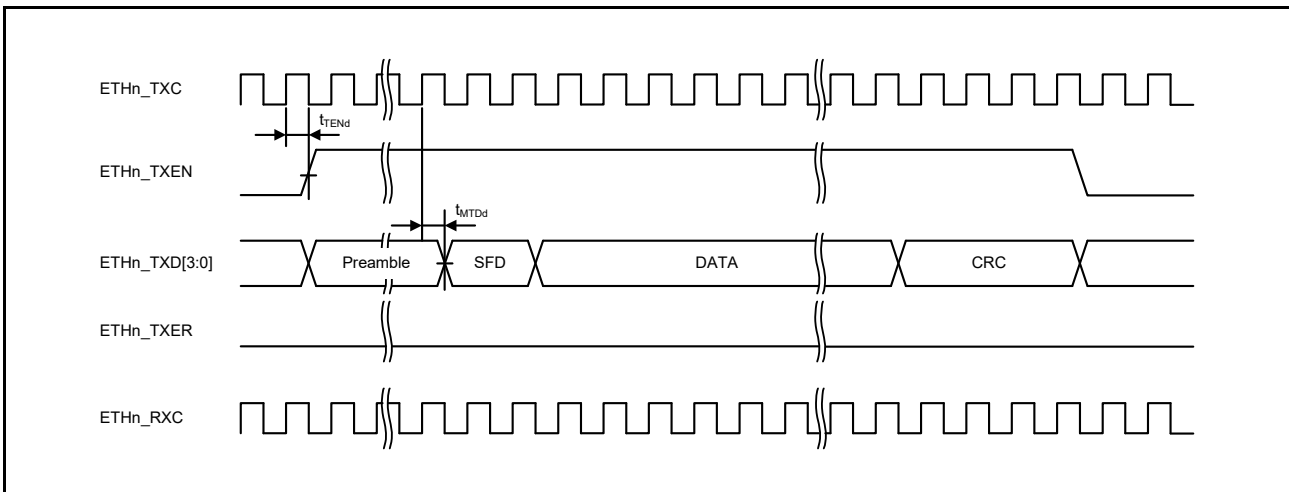 ETHn_TXC
tTENd
ETHn_TXEN
tMTDd
ETHn_TXD[3:0]
Preamble
SFD
DATA
CRC
ETHn_TXER
ETHn_RXC